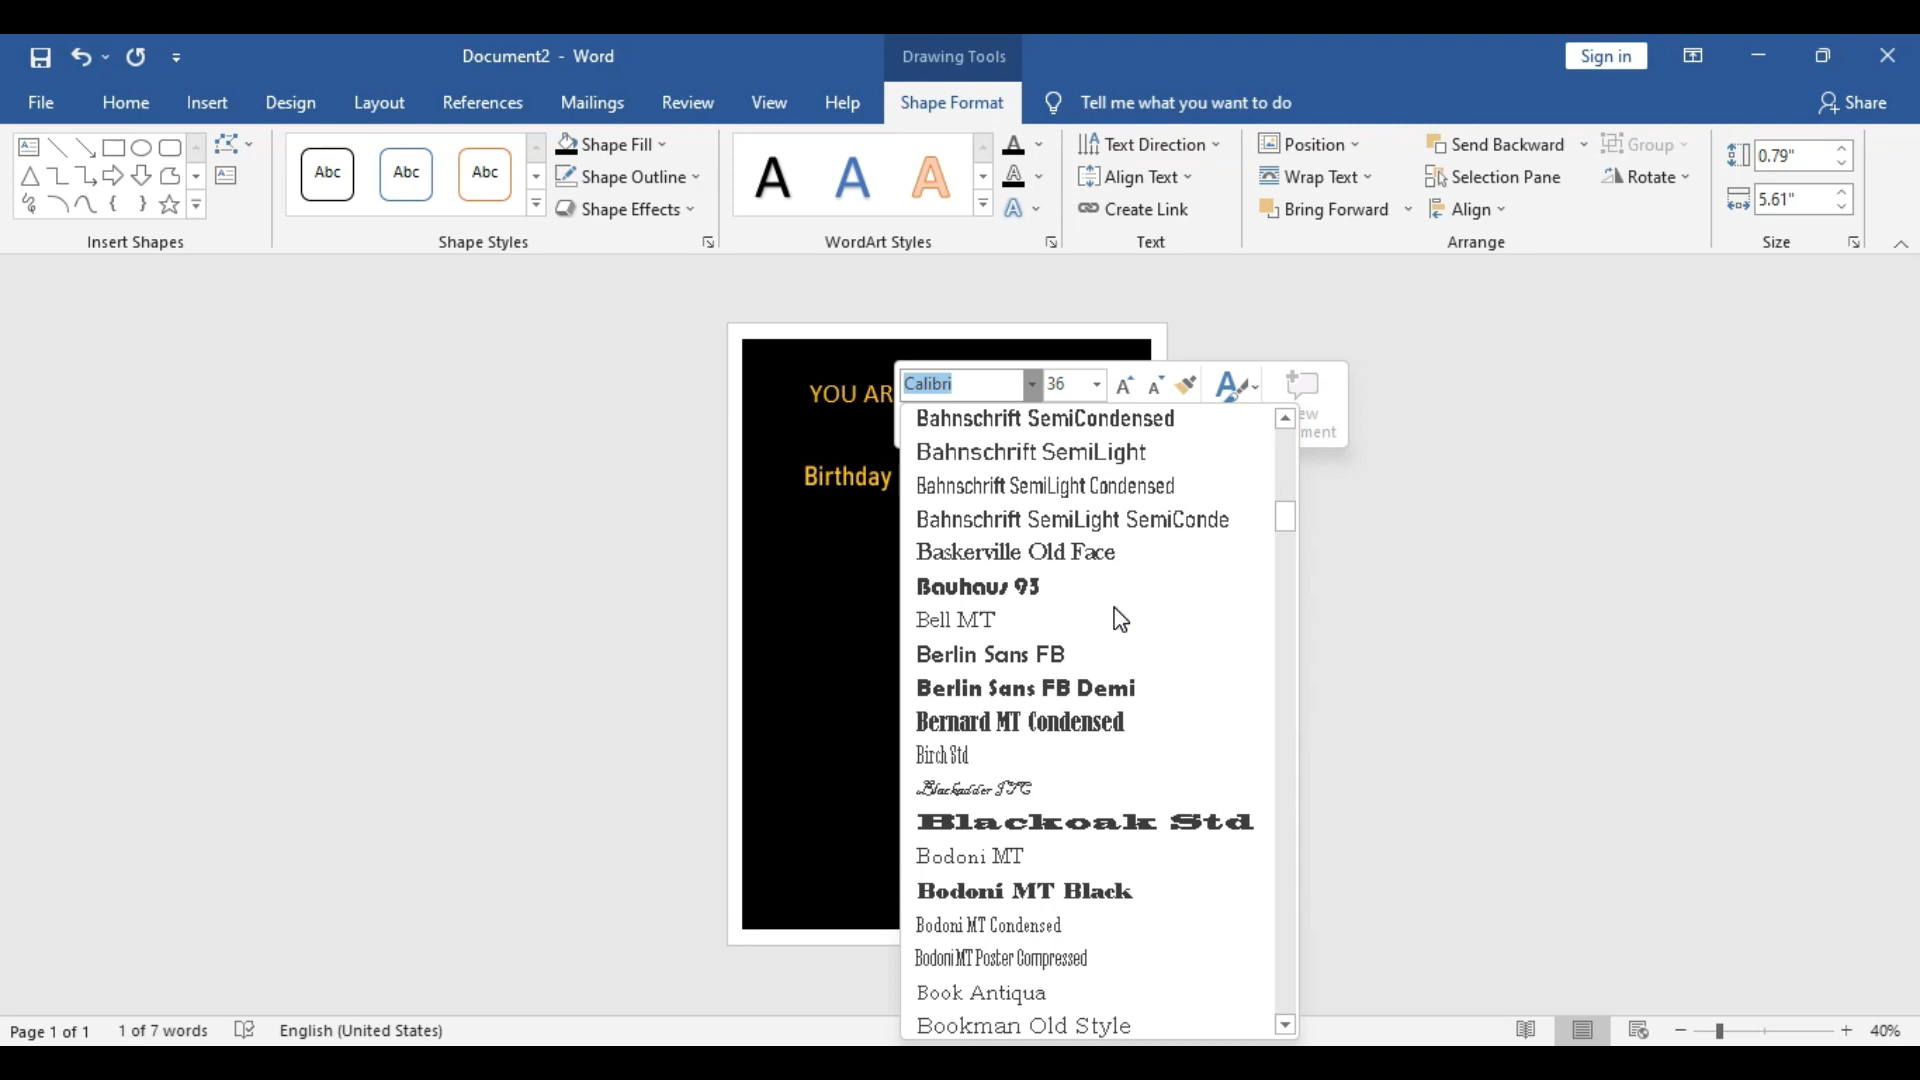 Document2 - Word
Drawing Tools
Sign in
File
Home
Insert
Design
Layout
References
Mailings
Review
View
Help
Shape Format
Tell me what you want to do
Share
Insert Shapes
Abc
Abc
Abc
Shape Fill
Shape Outline
Shape Effects
Shape Styles
A
A
A
WordArt Styles
Text Direction
Align Text
Create Link
Text
Position
Wrap Text
Bring Forward
Send Backward
Selection Pane
Align
Group
Rotate
Arrange
0.79"
5.61"
Size
YOU AR
Birthday
Calibri
36
Bahnschrift SemiCondensed
Bahnschrift SemiLight
Bahnschrift SemiLight Condensed
Bahnschrift SemiLight SemiConde
Baskerville Old Face
Bauhaus 93
Bell MT
Berlin Sans FB
Berlin Sans FB Demi
Bernard MT Condensed
Birch Std
Blackadder ITC
Blackoak Std
Bodoni MT
Bodoni MT Black
Bodoni MT Condensed
Bodoni MT Poster Compressed
Book Antiqua
Bookman Old Style
ew
ment
Page 1 of 1
1 of 7 words
English (United States)
40%